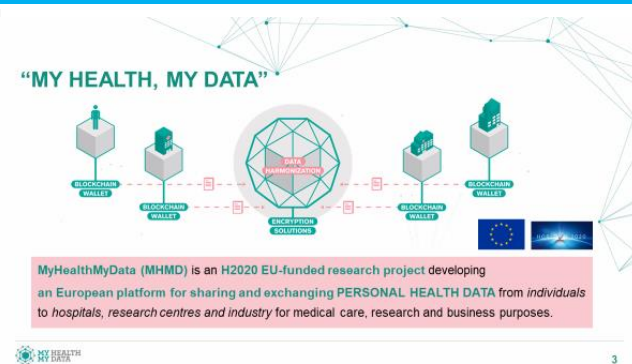 “MY HEALTH, MY DATA”
DATA
HARMONIZATION
BLOCKCHAIN
WALLET
BLOCKCHAIN
WALLET
BLOCKCHAIN
WALLET
BLOCKCHAIN
WALLET
ENCRYPTION
SOLUTIONS
HORIZON 2020
MyHealthMyData (MHMD) is an H2020 EU-funded research project developing
an European platform for sharing and exchanging PERSONAL HEALTH DATA from individuals
to hospitals, research centres and industry for medical care, research and business purposes.
MY HEALTH
MY DATA
3